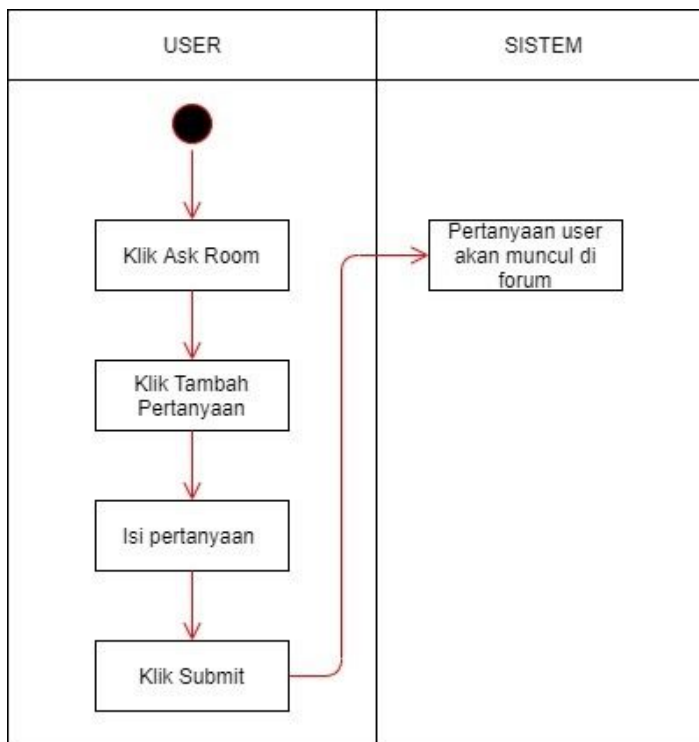 USER
SISTEM
Klik Ask Room
Pertanyaan user
akan muncul di
forum
Klik Tambah
Pertanyaan
Isi pertanyaan
Klik Submit